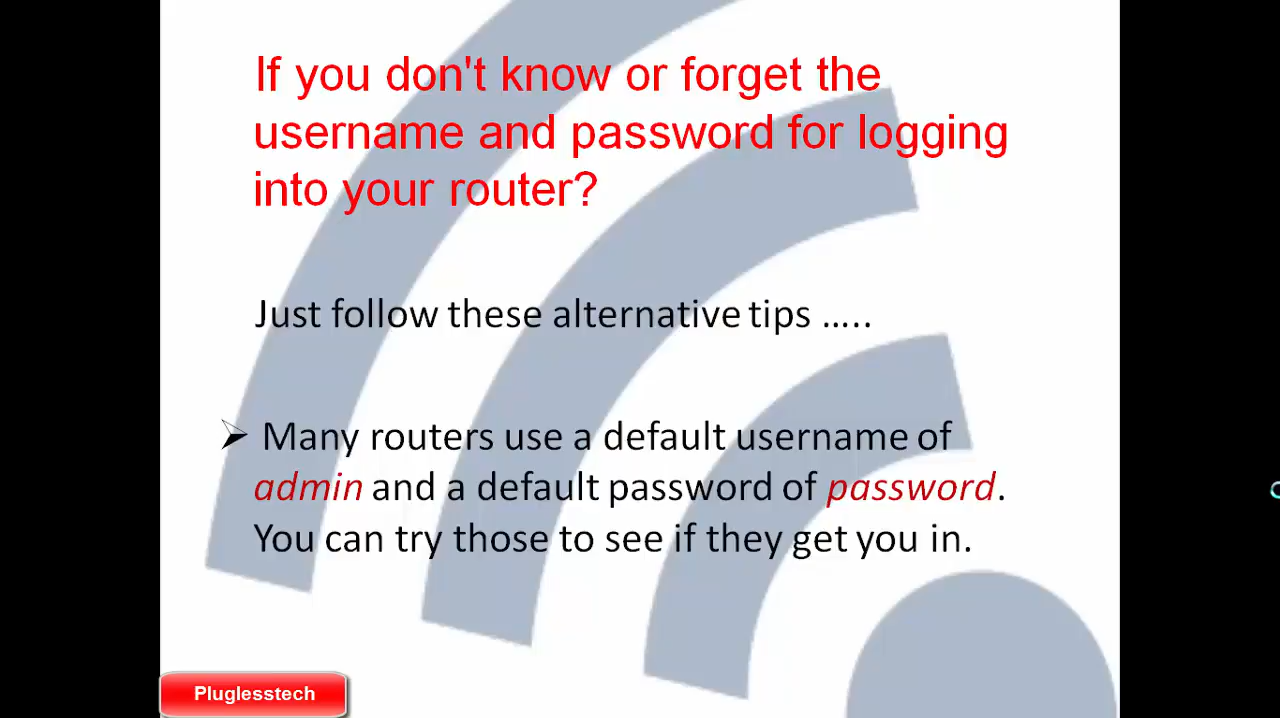 If you don't know or forget the
username and password for logging
into your router?
Just follow these alternative tips …..
➢ Many routers use a default username of
admin and a default password of password.
You can try those to see if they get you in.
Pluglesstech